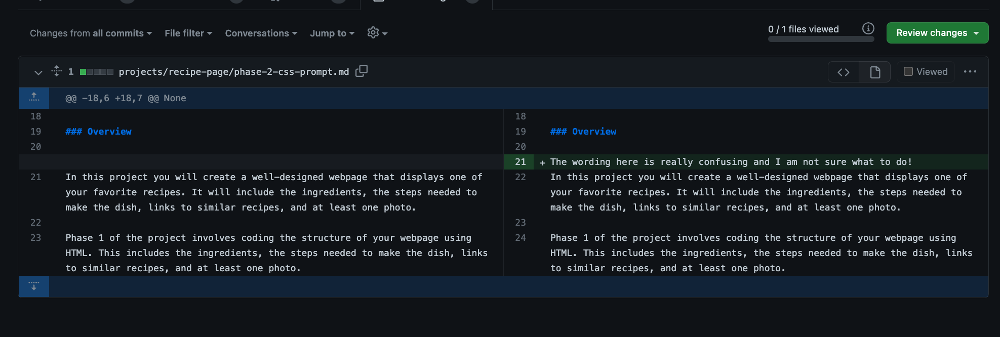 Changes from all commits File filter Conversations Jump to 0 / 1 files viewed Review changes
1 projects/recipe-page/phase-2-css-prompt.md Viewed
@@ -18,6 +18,7 @@ None
18
19 ### Overview
20
21 In this project you will create a well-designed webpage that displays one of
your favorite recipes. It will include the ingredients, the steps needed to
make the dish, links to similar recipes, and at least one photo.
22
23 Phase 1 of the project involves coding the structure of your webpage using
HTML. This includes the ingredients, the steps needed to make the dish, links
to similar recipes, and at least one photo.
18
19 ### Overview
20
21 + The wording here is really confusing and I am not sure what to do!
22 In this project you will create a well-designed webpage that displays one of
your favorite recipes. It will include the ingredients, the steps needed to
make the dish, links to similar recipes, and at least one photo.
23
24 Phase 1 of the project involves coding the structure of your webpage using
HTML. This includes the ingredients, the steps needed to make the dish, links
to similar recipes, and at least one photo.